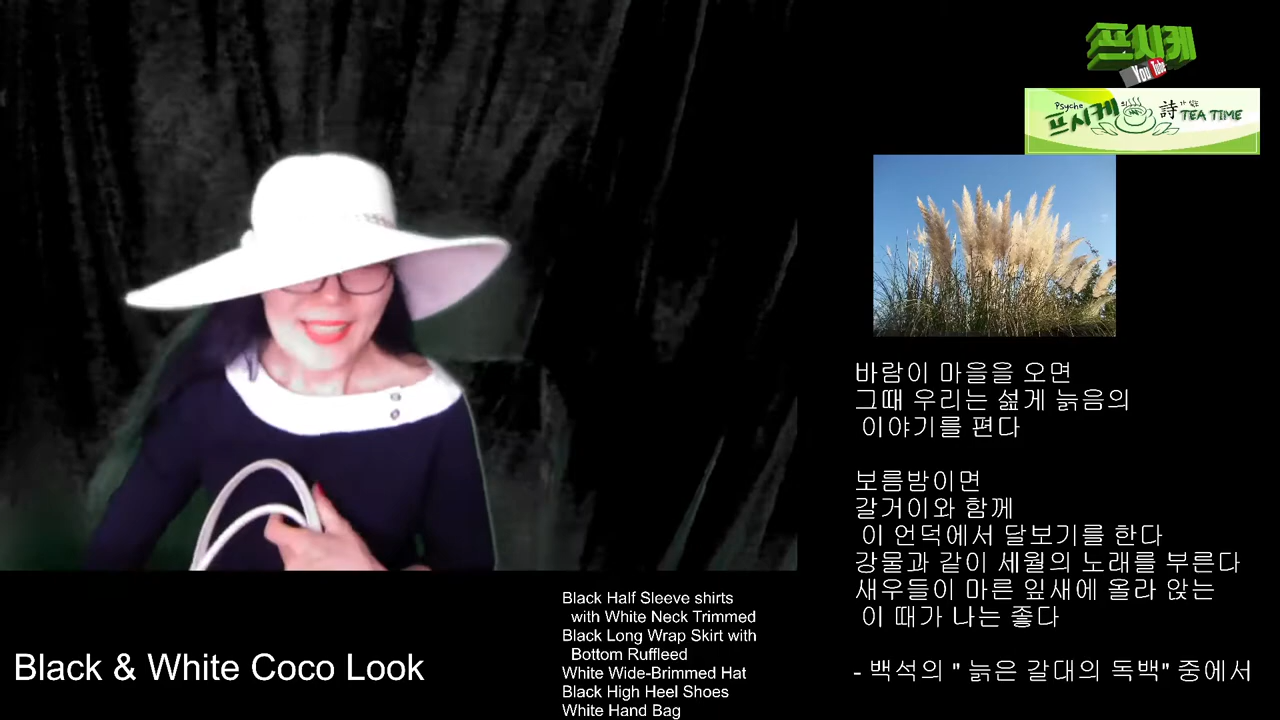 프시케
YouTube
Psyche
프시케의 詩가 있는 TEA TIME
바람이 마을을 오면
그때 우리는 섧게 늙음의
이야기를 편다
보름밤이면
갈거이와 함께
이 언덕에서 달보기를 한다
강물과 같이 세월의 노래를 부른다
새우들이 마른 잎새에 올라 앉는
이 때가 나는 좋다
- 백석의 " 늙은 갈대의 독백" 중에서
Black Half Sleeve shirts
with White Neck Trimmed
Black Long Wrap Skirt with
Bottom Ruffleed
White Wide-Brimmed Hat
Black High Heel Shoes
White Hand Bag
Black & White Coco Look